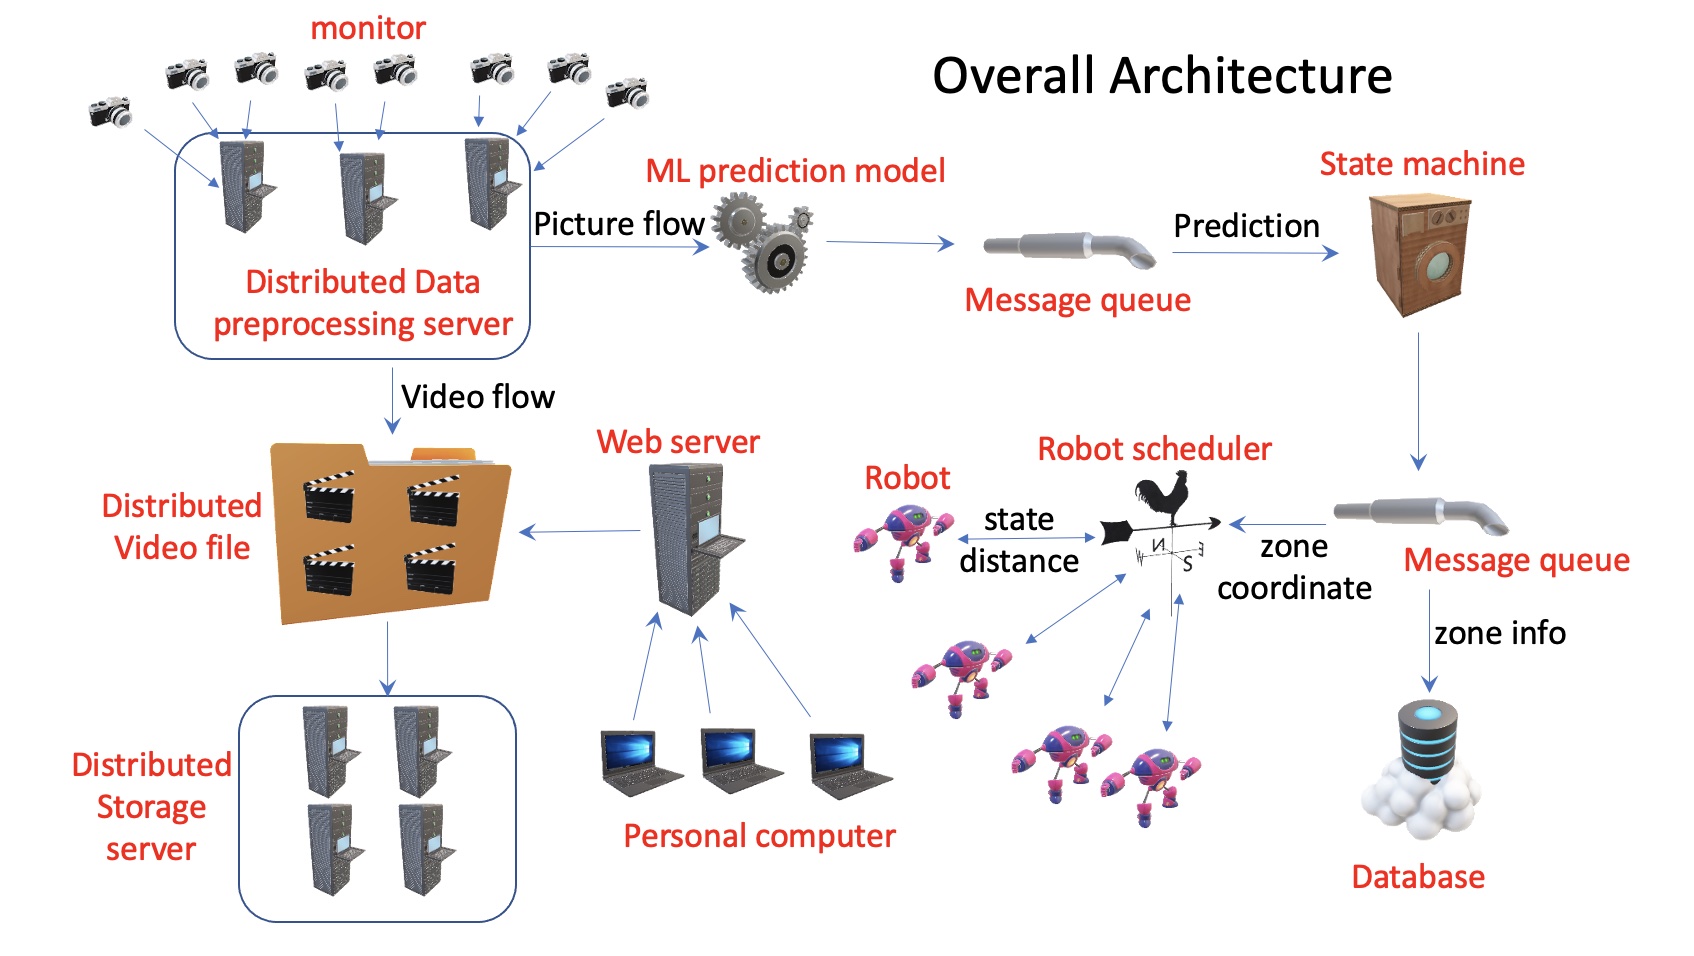 monitor
Overall Architecture
ML prediction model
State machine
Picture flow
Prediction
Distributed Data
preprocessing server
Message queue
Video flow
Web server
Robot scheduler
Robot
Distributed
Video file
state
distance
N
W
E
S
zone
coordinate
Message queue
zone info
Distributed
Storage
server
Personal computer
Database